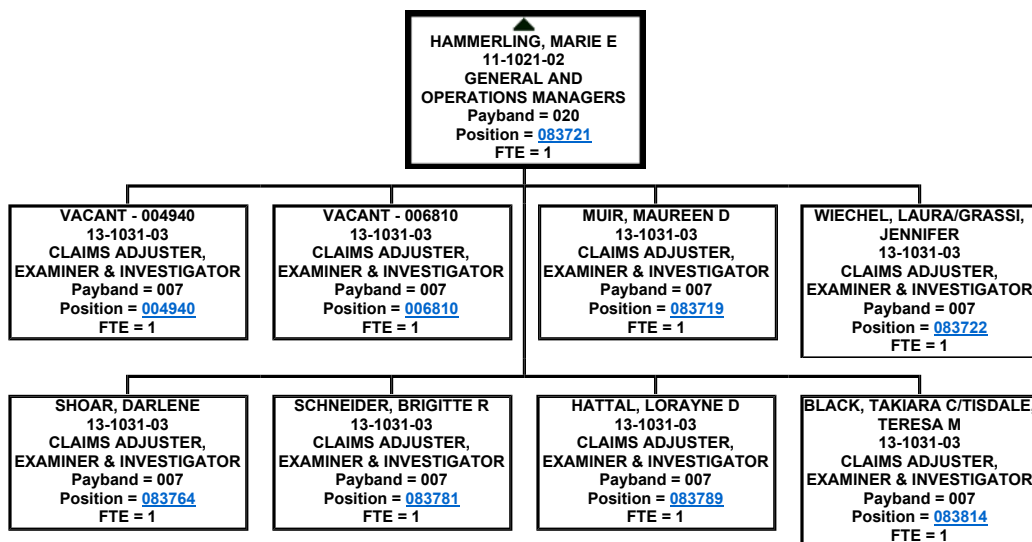 HAMMERLING, MARIE E
11-1021-02
GENERAL AND
OPERATIONS MANAGERS
Payband = 020
Position = 083721
FTE = 1
VACANT - 004940
13-1031-03
CLAIMS ADJUSTER,
EXAMINER & INVESTIGATOR
Payband = 007
Position = 004940
FTE = 1
VACANT - 006810
13-1031-03
CLAIMS ADJUSTER,
EXAMINER & INVESTIGATOR
Payband = 007
Position = 006810
FTE = 1
MUIR, MAUREEN D
13-1031-03
CLAIMS ADJUSTER,
EXAMINER & INVESTIGATOR
Payband = 007
Position = 083719
FTE = 1
WIECHEL, LAURA/GRASSI,
JENNIFER
13-1031-03
CLAIMS ADJUSTER,
EXAMINER & INVESTIGATOR
Payband = 007
Position = 083722
FTE = 1
SHOAR, DARLENE
13-1031-03
CLAIMS ADJUSTER,
EXAMINER & INVESTIGATOR
Payband = 007
Position = 083764
FTE = 1
SCHNEIDER, BRIGITTE R
13-1031-03
CLAIMS ADJUSTER,
EXAMINER & INVESTIGATOR
Payband = 007
Position = 083781
FTE = 1
HATTAL, LORAYNE D
13-1031-03
CLAIMS ADJUSTER,
EXAMINER & INVESTIGATOR
Payband = 007
Position = 083789
FTE = 1
BLACK, TAKIARA C/TISDALE,
TERESA M
13-1031-03
CLAIMS ADJUSTER,
EXAMINER & INVESTIGATOR
Payband = 007
Position = 083814
FTE = 1